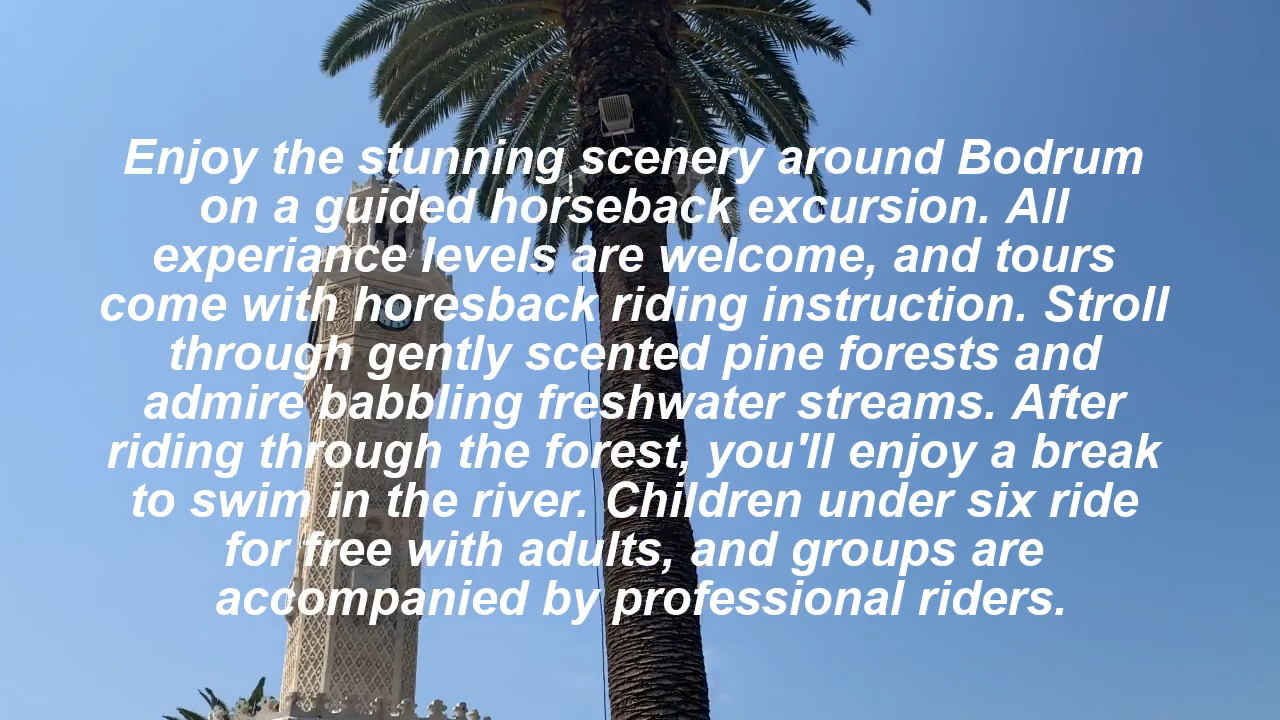 Enjoy the stunning scenery around Bodrum
on a guided horseback excursion. All
experiance levels are welcome, and tours
come with horesback riding instruction. Stroll
through gently scented pine forests and
admire babbling freshwater streams. After
riding through the forest, you'll enjoy a break
to swim in the river. Children under six ride
for free with adults, and groups are
accompanied by professional riders.